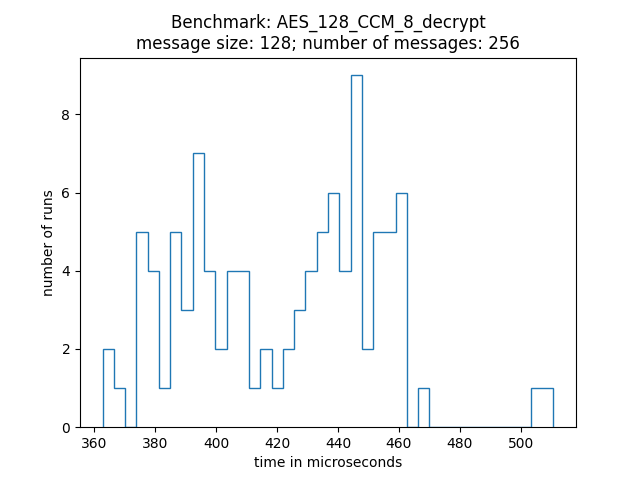 Benchmark: AES_128_CCM_8_decrypt
message size: 128; number of messages: 256
number of runs
8
6
4
2
0
360 380 400 420 440 460 480 500
time in microseconds